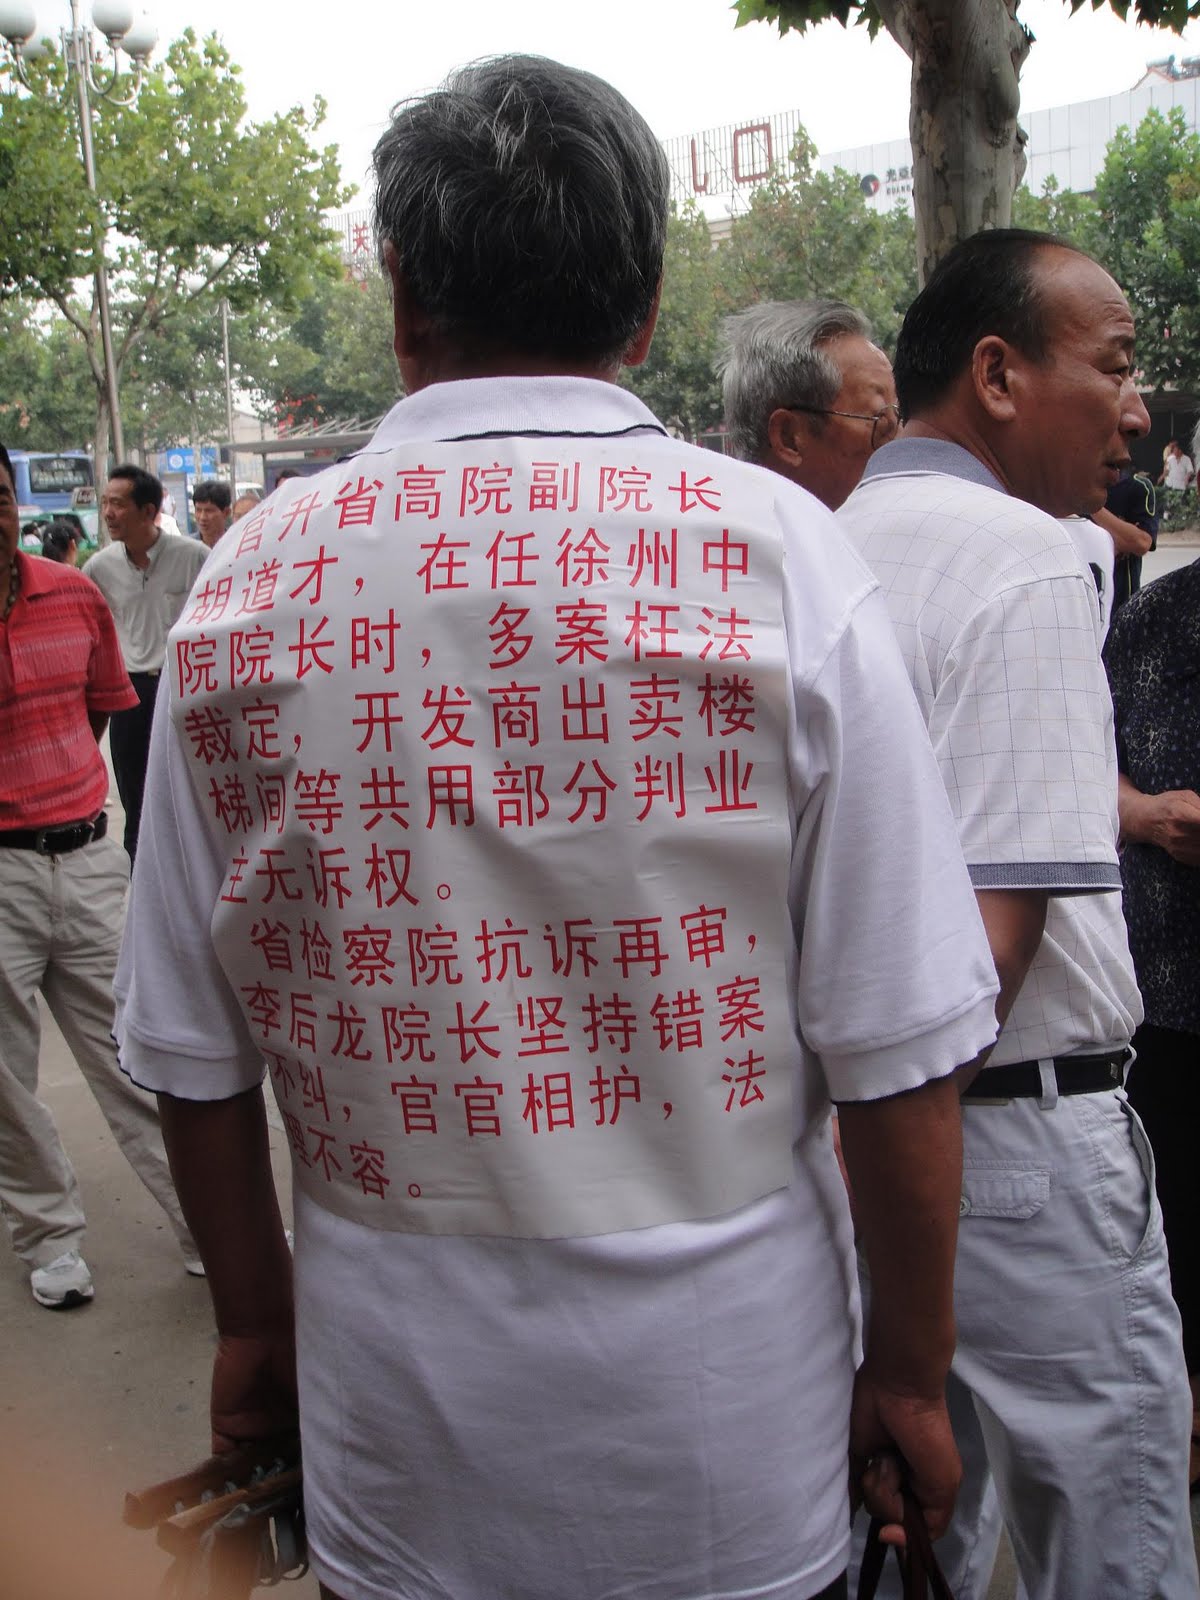 官升省高院副院长
胡道才，在任徐州中
院院长时，多案枉法
裁定，开发商出卖楼
梯间等共用部分判业
主无诉权。
省检察院抗诉再审，
李后龙院长坚持错案
不纠，官官相护，法
理不容。